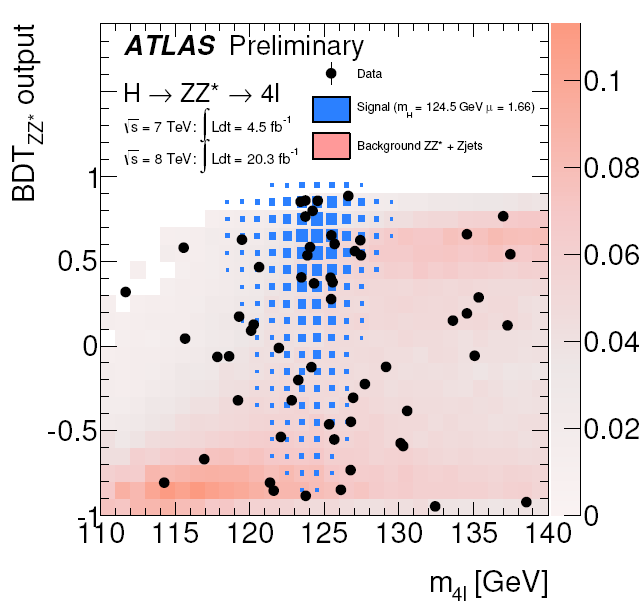 ATLAS Preliminary
Data
H → ZZ* → 4l
Signal (m_H = 124.5 GeV μ = 1.66)
√s = 7 TeV: ∫ Ldt = 4.5 fb⁻¹
Background ZZ* + Zjets
√s = 8 TeV: ∫ Ldt = 20.3 fb⁻¹
BDT_ZZ* output
1
0.5
0
-0.5
-1
110 115 120 125 130 135 140
m_4l [GeV]
0.1
0.08
0.06
0.04
0.02
0